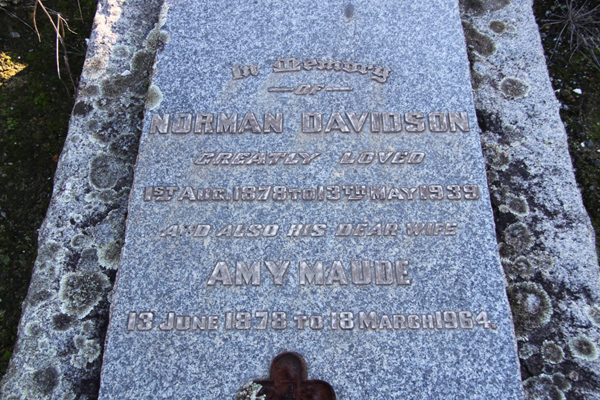 In Memory
OF
NORMAN DAVIDSON
GREATLY LOVED
1ST AUG. 1878 TO 13TH MAY 1939
AND ALSO HIS DEAR WIFE
AMY MAUDE
13 JUNE 1878 TO 18 MARCH 1964.